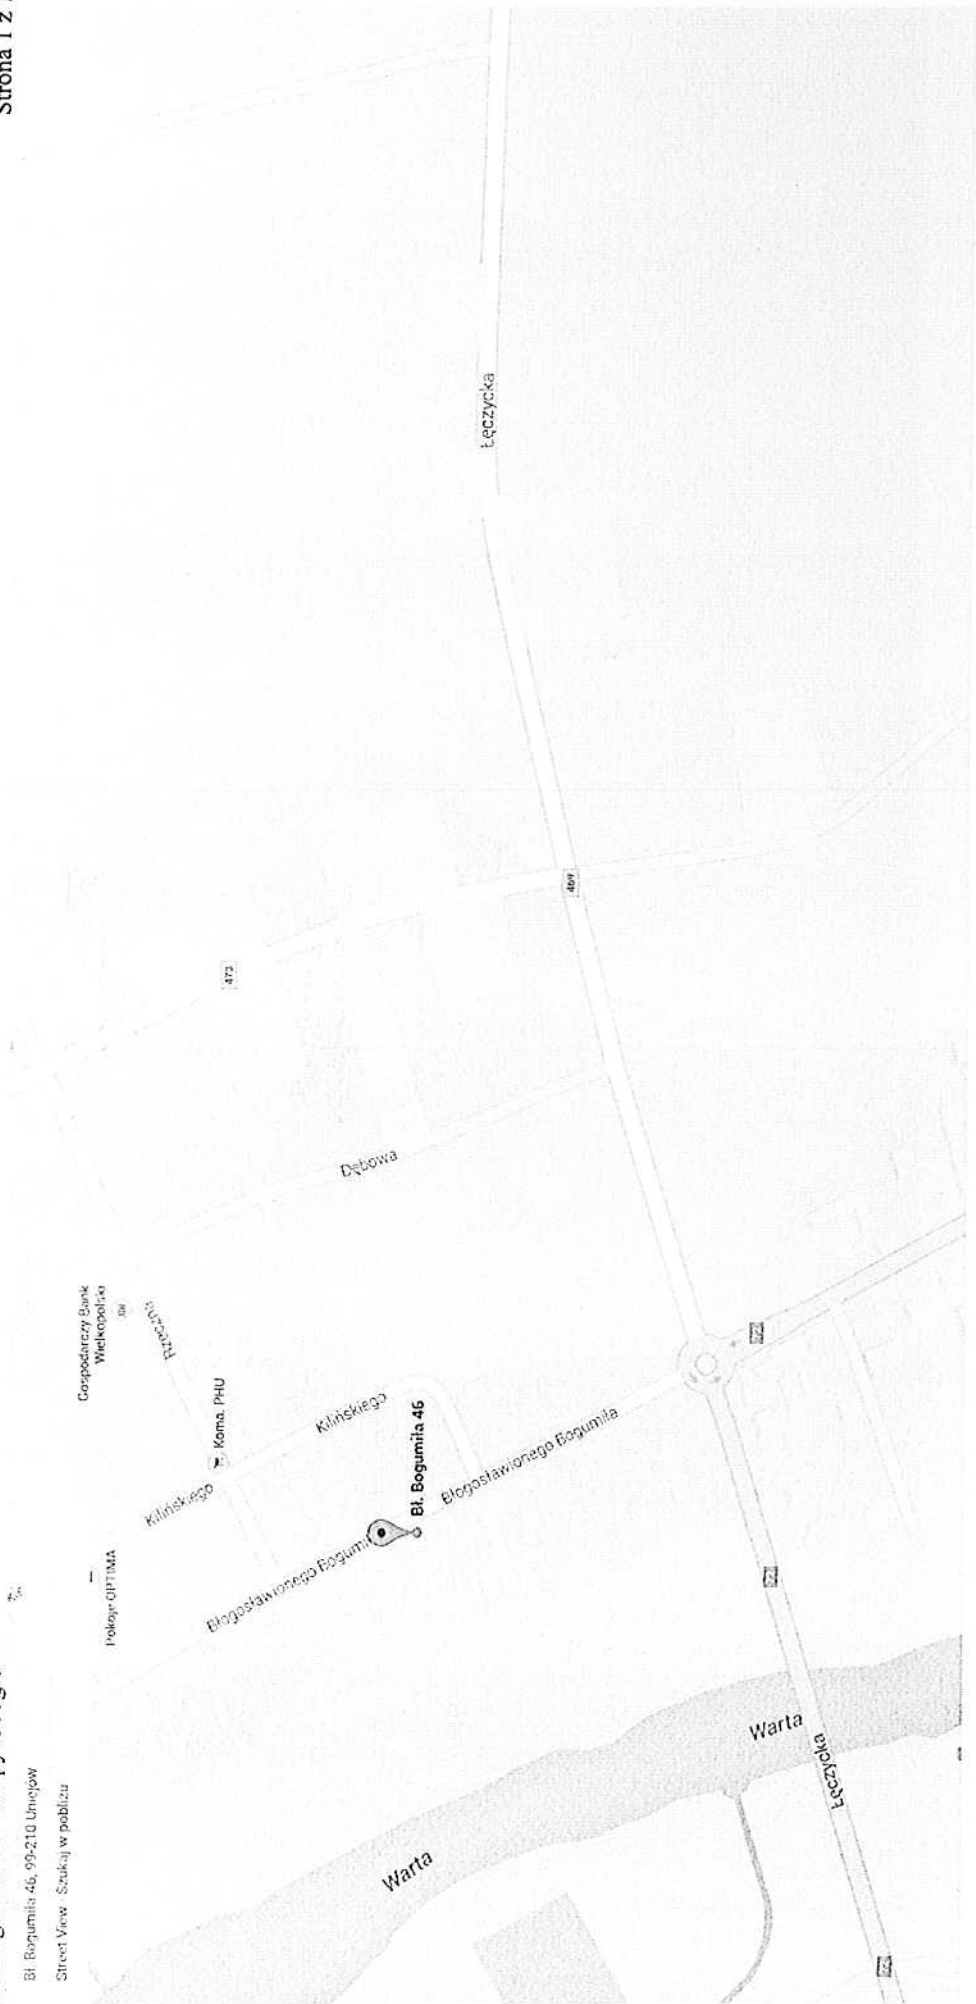 Strona 1 z
Bł. Bogumiła 46, 99-210 Uniejów
Street View · Szukaj w pobliżu
Gospodarczy Bank
Wielkopolski
Pokoje OPTIMA
Rzeczna
Koma. PHU
Kilińskiego
Kilińskiego
Błogosławionego Bogumiła
Bł. Bogumiła 46
Błogosławionego Bogumiła
Dębowa
473
469
Łęczycka
Warta
Warta
Łęczycka